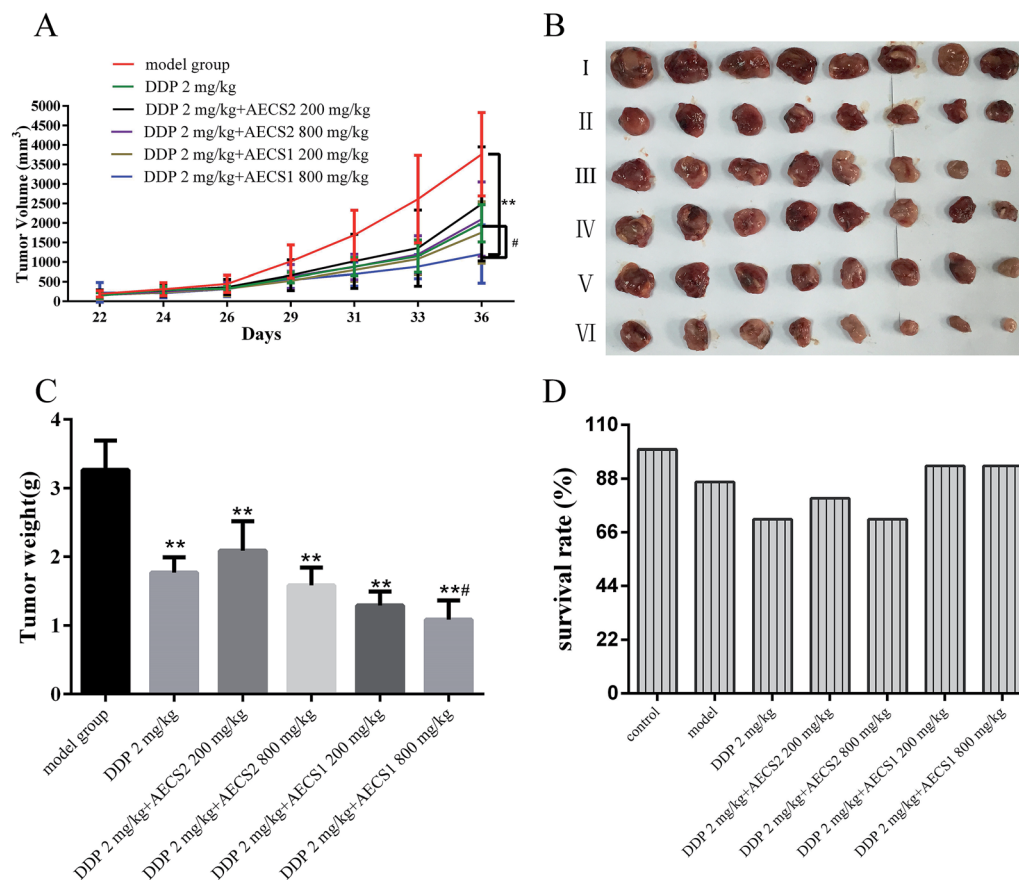 A
model group
DDP 2 mg/kg
DDP 2 mg/kg+AECS2 200 mg/kg
DDP 2 mg/kg+AECS2 800 mg/kg
DDP 2 mg/kg+AECS1 200 mg/kg
DDP 2 mg/kg+AECS1 800 mg/kg
Tumor Volume (mm³)
5000
4500
4000
3500
3000
2500
2000
1500
1000
500
0
**
#
22 24 26 29 31 33 36
Days
B
I
II
III
IV
V
VI
C
Tumor weight(g)
4
3
2
1
0
**
**
**
**
**#
model group
DDP 2 mg/kg
DDP 2 mg/kg+AECS2 200 mg/kg
DDP 2 mg/kg+AECS2 800 mg/kg
DDP 2 mg/kg+AECS1 200 mg/kg
DDP 2 mg/kg+AECS1 800 mg/kg
D
survival rate (%)
110
88
66
44
22
0
control
model
DDP 2 mg/kg
DDP 2 mg/kg+AECS2 200 mg/kg
DDP 2 mg/kg+AECS2 800 mg/kg
DDP 2 mg/kg+AECS1 200 mg/kg
DDP 2 mg/kg+AECS1 800 mg/kg